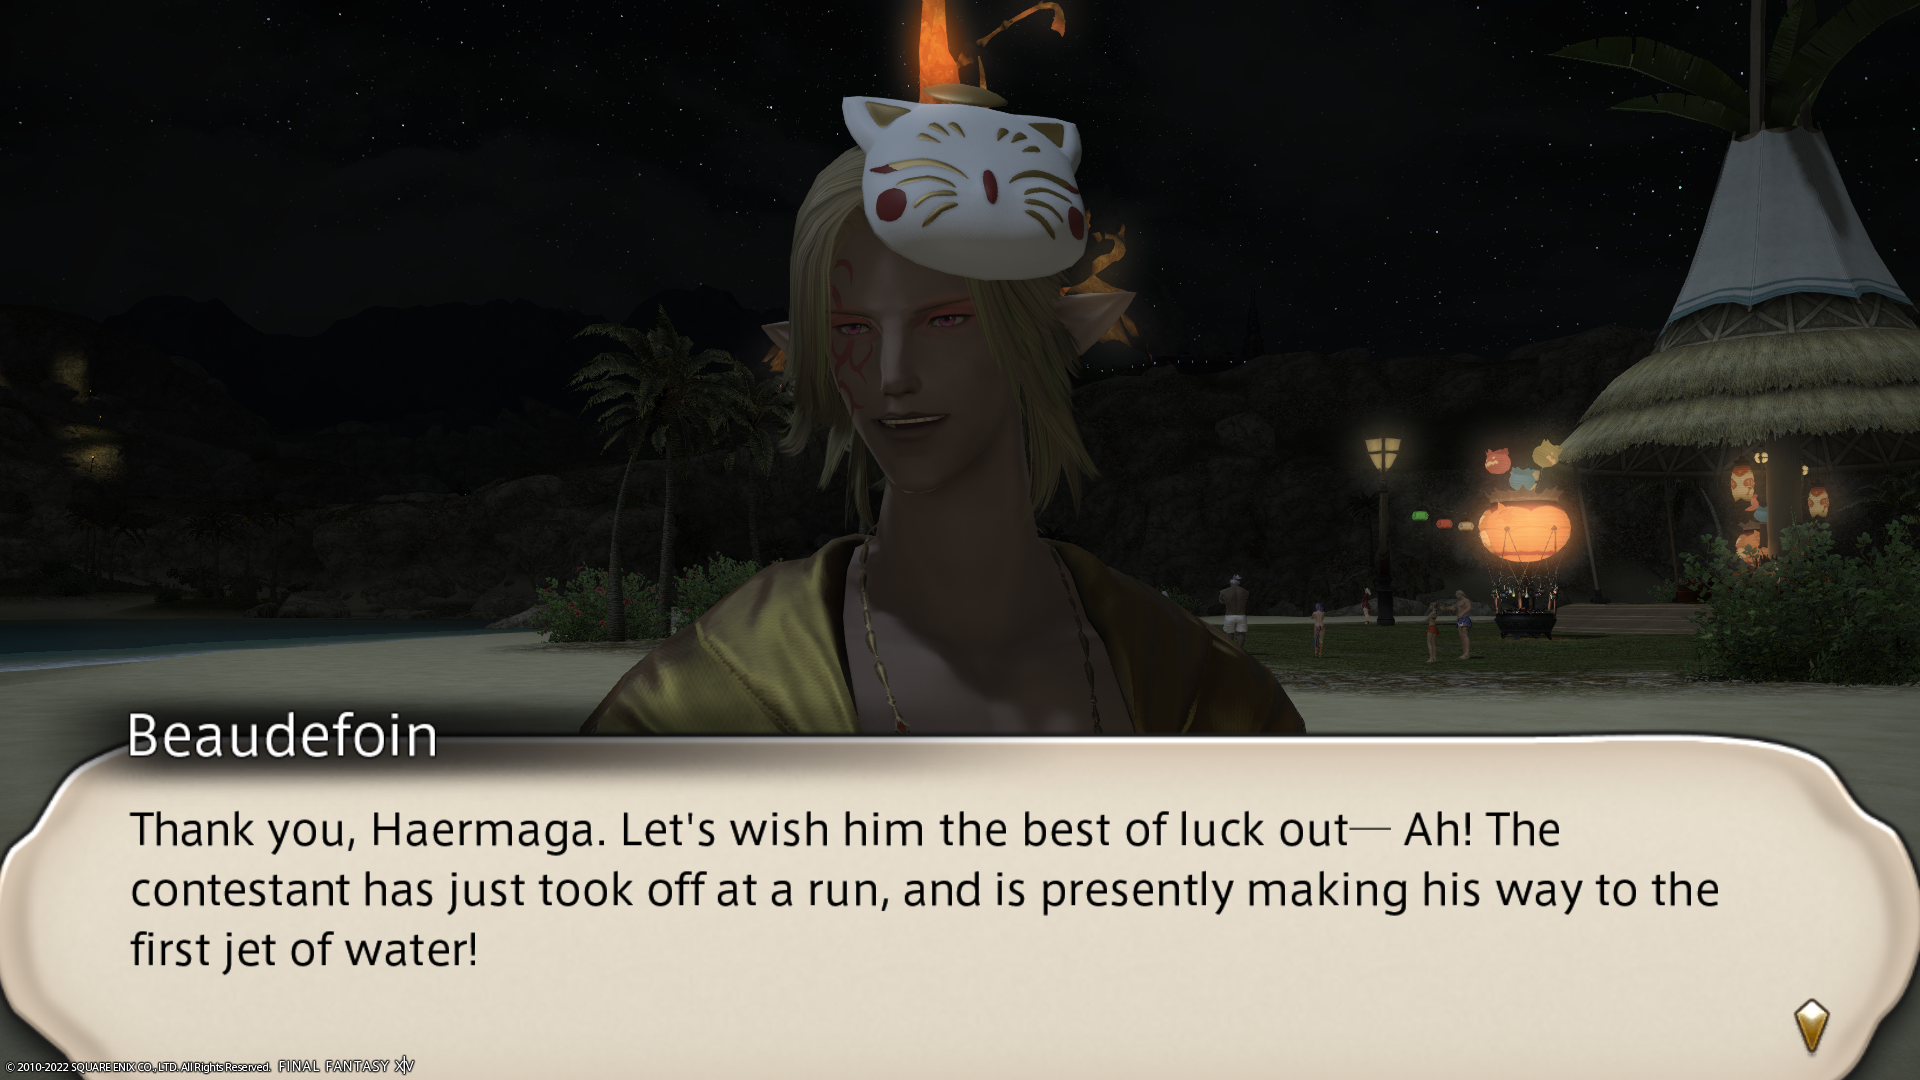 Beaudefoin
Thank you, Haermaga. Let's wish him the best of luck out— Ah! The
contestant has just took off at a run, and is presently making his way to the
first jet of water!
© 2010-2022 SQUARE ENIX CO., LTD. All Rights Reserved. FINAL FANTASY XIV